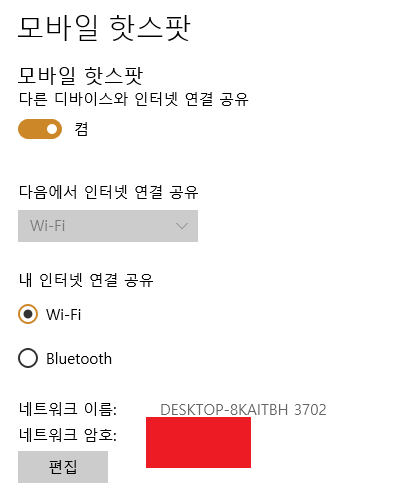 모바일 핫스팟
모바일 핫스팟
다른 디바이스와 인터넷 연결 공유
켬
다음에서 인터넷 연결 공유
Wi-Fi
내 인터넷 연결 공유
Wi-Fi
Bluetooth
네트워크 이름: DESKTOP-8KAITBH 3702
네트워크 암호:
편집